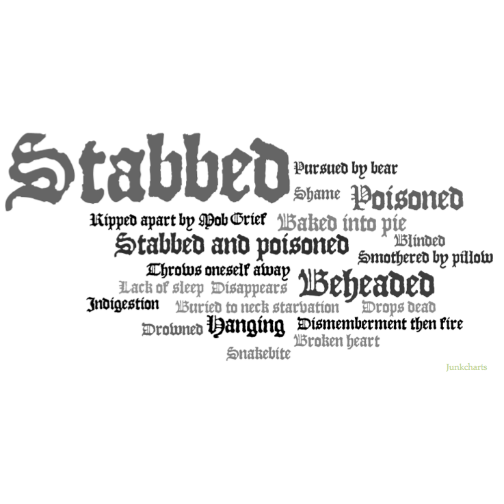 Stabbed
Pursued by bear
Shame
Poisoned
Ripped apart by Mob Grief
Baked into pie
Stabbed and poisoned
Blinded
Smothered by pillow
Throws oneself away
Lack of sleep
Disappears
Beheaded
Indigestion
Buried to neck starvation
Drops dead
Drowned
Hanging
Dismemberment then fire
Broken heart
Snakebite
Junkcharts